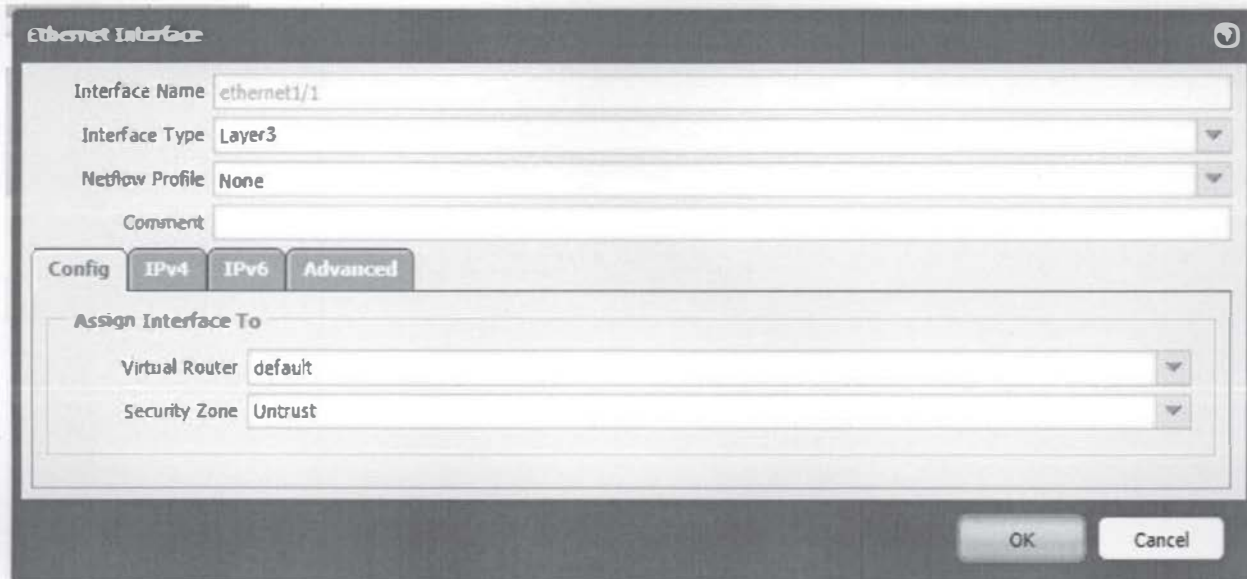 Ethernet Interface
Interface Name ethernet1/1
Interface Type Layer3
Netflow Profile None
Comment
Config IPv4 IPv6 Advanced
Assign Interface To
Virtual Router default
Security Zone Untrust
OK Cancel